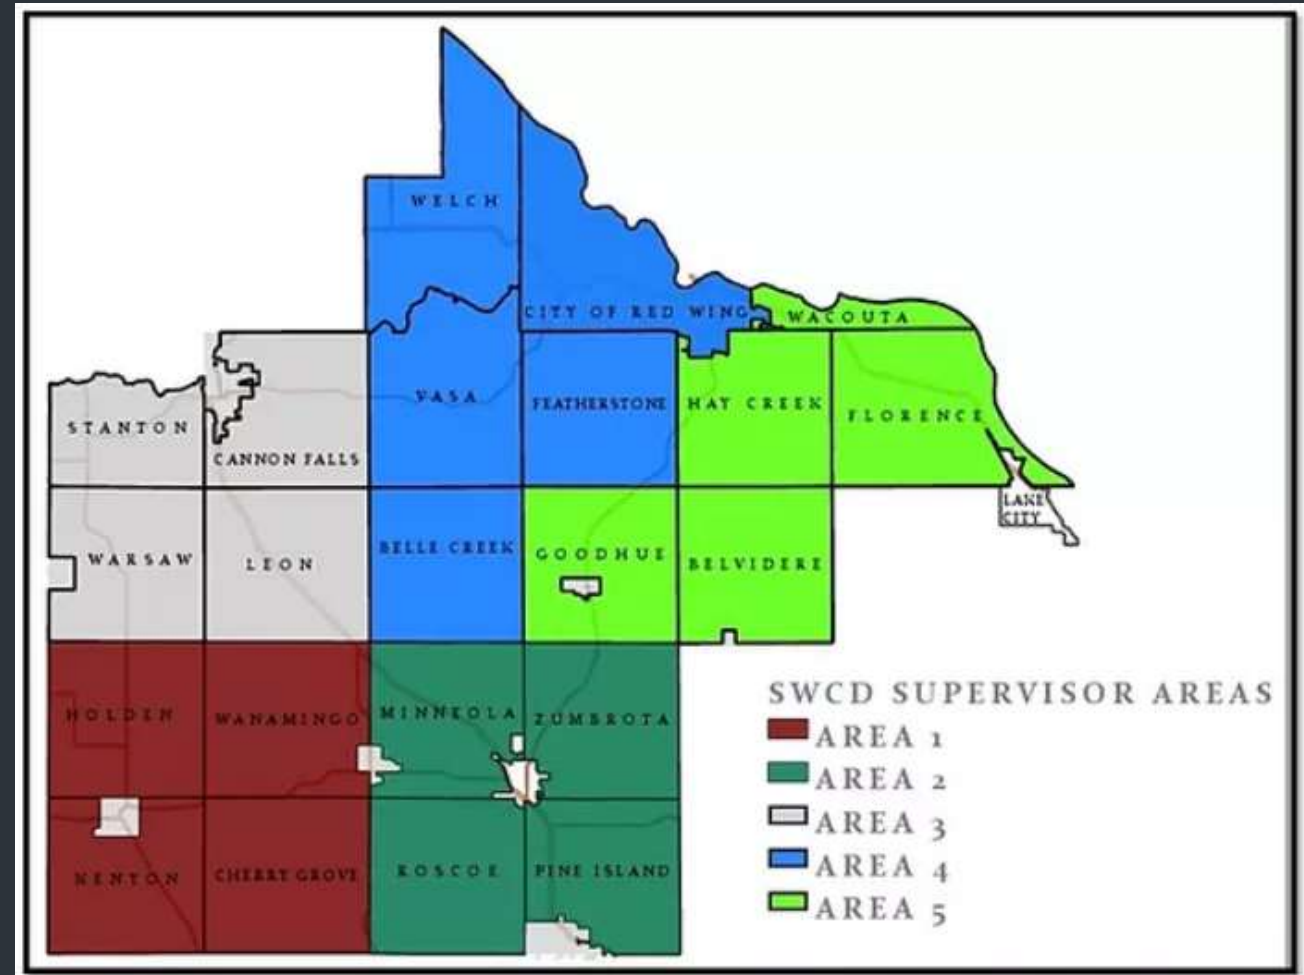 WELCH
CITY OF RED WING
WACOUTA
VASA
FEATHERSTONE
HAY CREEK
FLORENCE
STANTON
CANNON FALLS
LAKE
CITY
WARSAW
LEON
BELLE CREEK
GOODHUE
BELVIDERE
HOLDEN
WANAMINGO
MINNEOLA
ZUMBROTA
KENYON
CHERRY GROVE
ROSCOE
PINE ISLAND
SWCD SUPERVISOR AREAS
AREA 1
AREA 2
AREA 3
AREA 4
AREA 5